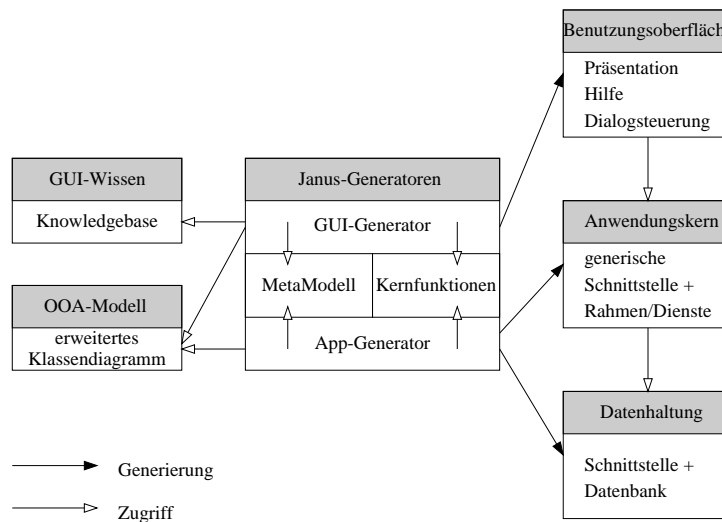 Benutzungsoberfläch
Präsentation
Hilfe
Dialogsteuerung
GUI-Wissen
Knowledgebase
Janus-Generatoren
GUI-Generator
MetaModell
Kernfunktionen
App-Generator
OOA-Modell
erweitertes
Klassendiagramm
Anwendungskern
generische
Schnittstelle +
Rahmen/Dienste
Datenhaltung
Schnittstelle +
Datenbank
Generierung
Zugriff